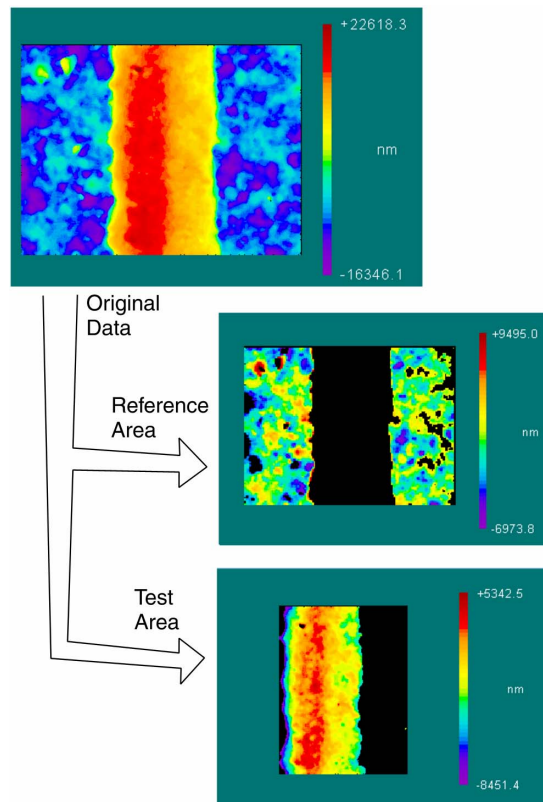 +22618.3
nm
-16346.1
Original
Data
+9495.0
Reference
Area
nm
-6973.8
Test
Area
+5342.5
nm
-8451.4